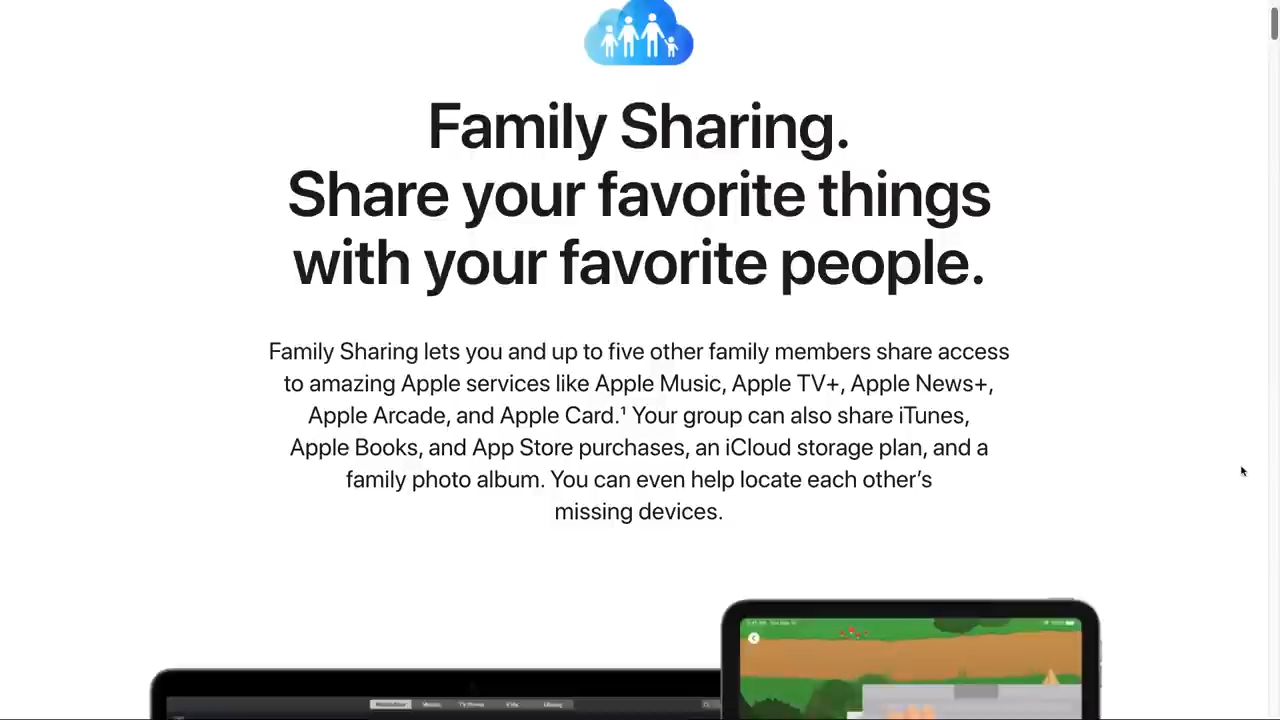 Family Sharing.
Share your favorite things
with your favorite people.
Family Sharing lets you and up to five other family members share access
to amazing Apple services like Apple Music, Apple TV+, Apple News+,
Apple Arcade, and Apple Card.¹ Your group can also share iTunes,
Apple Books, and App Store purchases, an iCloud storage plan, and a
family photo album. You can even help locate each other’s
missing devices.